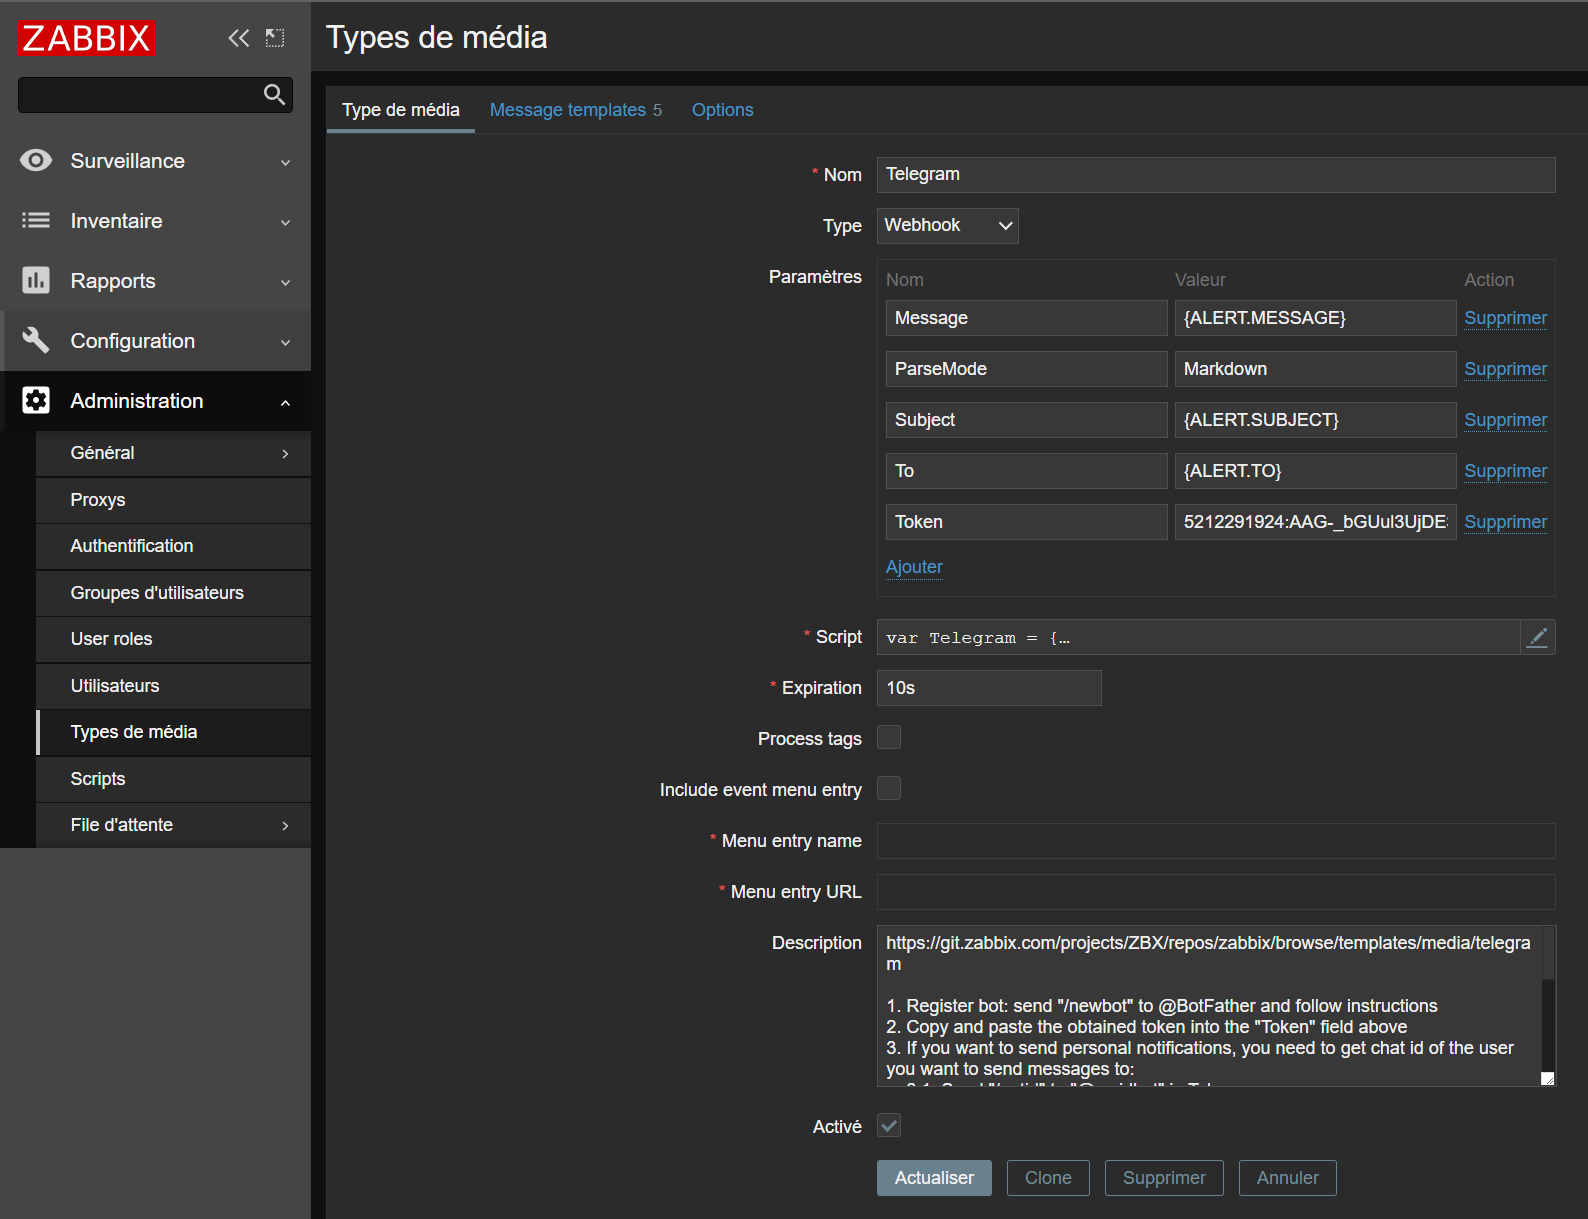 ZABBIX
Types de média
Surveillance
Inventaire
Rapports
Configuration
Administration
Général
Proxys
Authentification
Groupes d'utilisateurs
User roles
Utilisateurs
Types de média
Scripts
File d'attente
Type de média
Message templates 5
Options
* Nom
Telegram
Type
Webhook
Paramètres
Nom
Valeur
Action
Message
{ALERT.MESSAGE}
Supprimer
ParseMode
Markdown
Supprimer
Subject
{ALERT.SUBJECT}
Supprimer
To
{ALERT.TO}
Supprimer
Token
Supprimer
Ajouter
* Script
var Telegram = {…
* Expiration
10s
Process tags
Include event menu entry
* Menu entry name
* Menu entry URL
Description
https://git.zabbix.com/projects/ZBX/repos/zabbix/browse/templates/media/telegra
m
1. Register bot: send "/newbot" to @BotFather and follow instructions
2. Copy and paste the obtained token into the "Token" field above
3. If you want to send personal notifications, you need to get chat id of the user
you want to send messages to:
Activé
Actualiser
Clone
Supprimer
Annuler